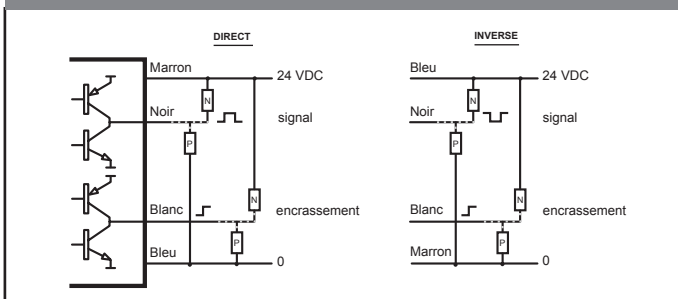 DIRECT
Marron
24 VDC
N
Noir
signal
P
Blanc
N
encrassement
P
Bleu
0
INVERSE
Bleu
24 VDC
N
Noir
signal
P
Blanc
N
encrassement
P
Marron
0